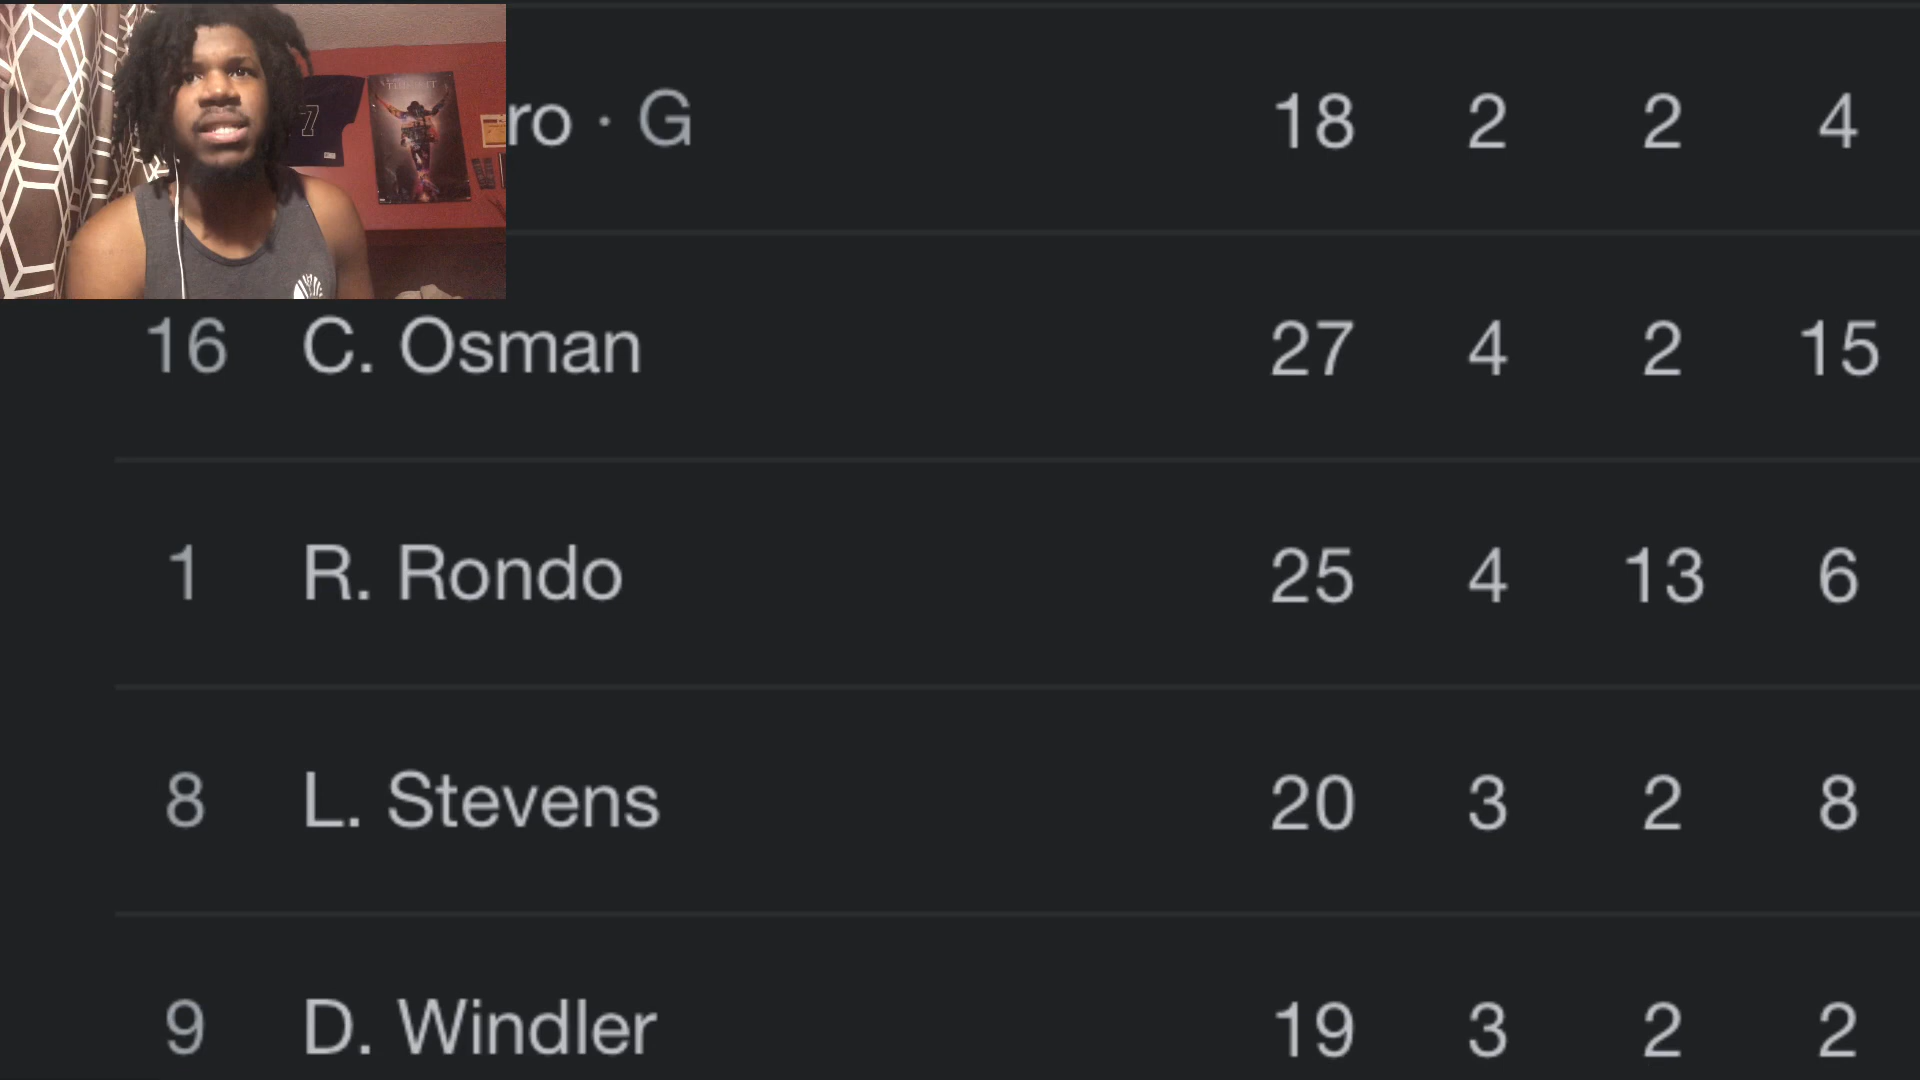 7
ro · G 18 2 2 4
16 C. Osman 27 4 2 15
1 R. Rondo 25 4 13 6
8 L. Stevens 20 3 2 8
9 D. Windler 19 3 2 2